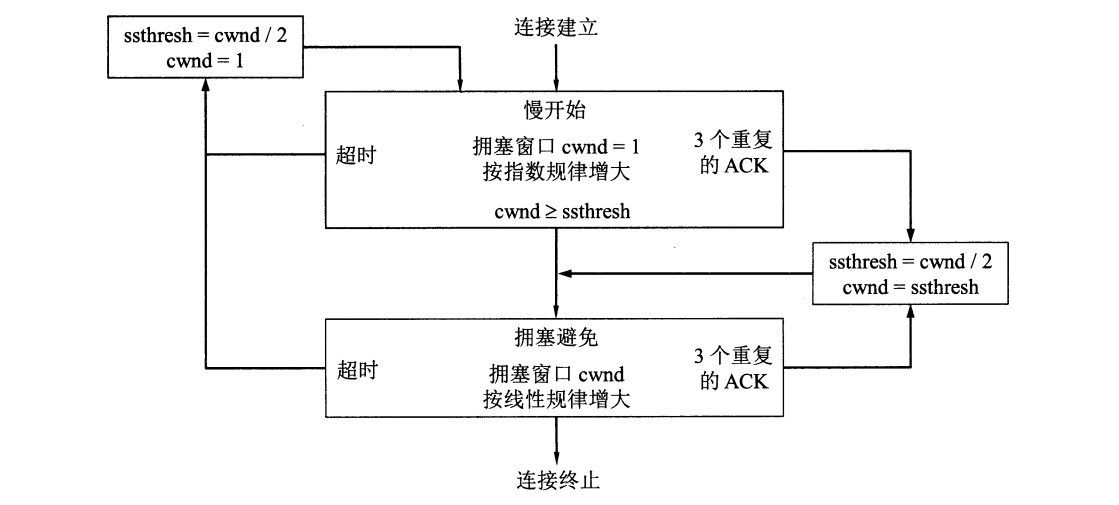 ssthresh = cwnd / 2
cwnd = 1
连接建立
慢开始
超时
拥塞窗口 cwnd = 1
按指数规律增大
3 个重复
的 ACK
cwnd ≥ ssthresh
ssthresh = cwnd / 2
cwnd = ssthresh
拥塞避免
超时
拥塞窗口 cwnd
按线性规律增大
3 个重复
的 ACK
连接终止